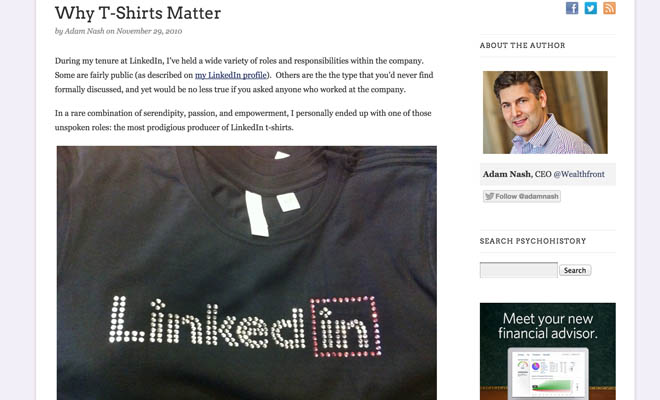 Why T-Shirts Matter
by Adam Nash on November 29, 2010
During my tenure at LinkedIn, I've held a wide variety of roles and responsibilities within the company.
Some are fairly public (as described on my LinkedIn profile).  Others are the the type that you'd never find
formally discussed, and yet would be no less true if you asked anyone who worked at the company.
In a rare combination of serendipity, passion, and empowerment, I personally ended up with one of those
unspoken roles: the most prodigious producer of LinkedIn t-shirts.
Linked in
ABOUT THE AUTHOR
Adam Nash, CEO @Wealthfront
Follow @adamnash
SEARCH PSYCHOHISTORY
Search
Meet your new
financial advisor.